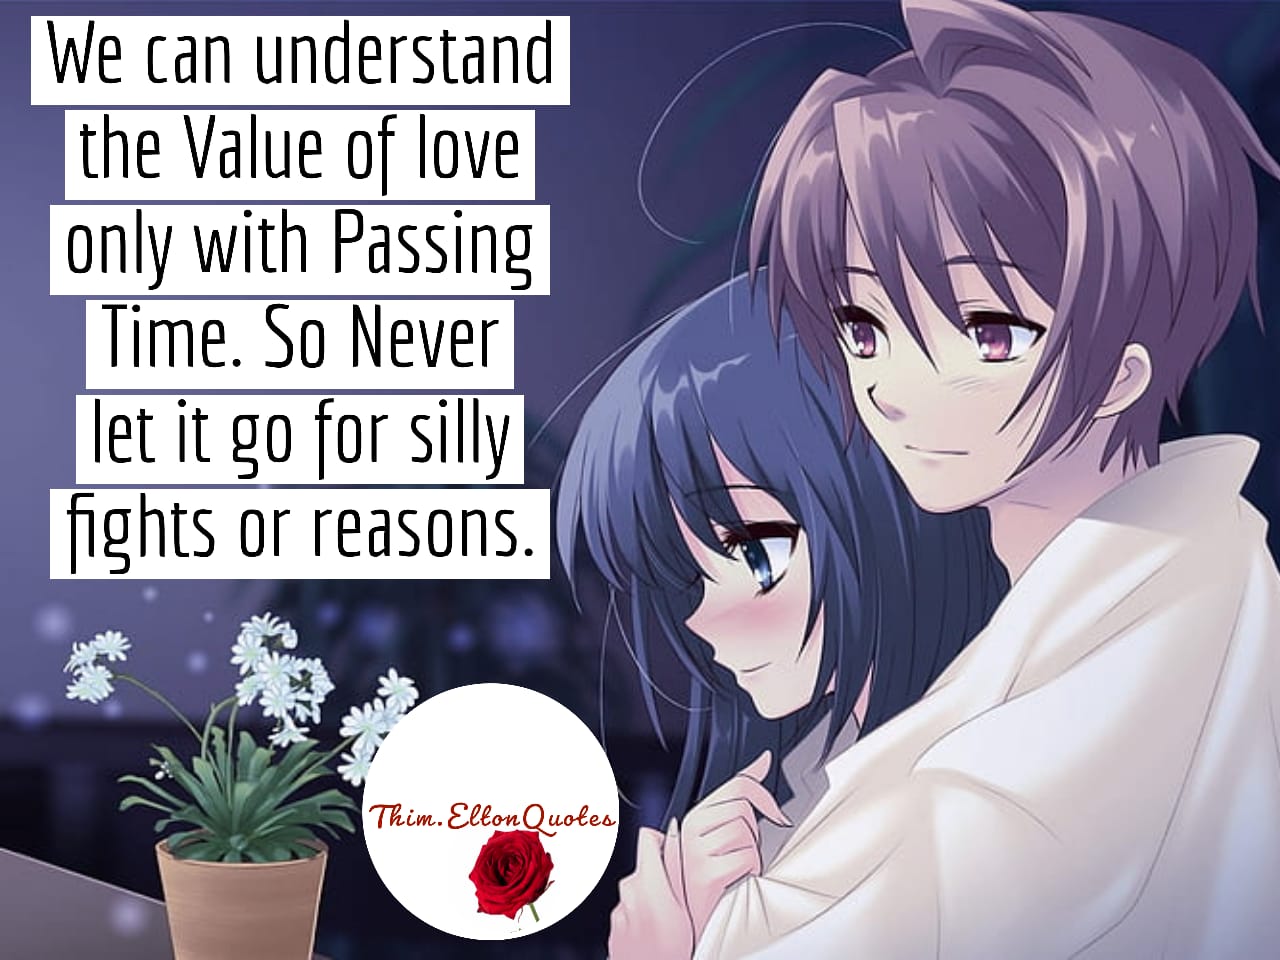 We can understand
the Value of love
only with Passing
Time. So Never
let it go for silly
fights or reasons.
Thim.EltonQuotes